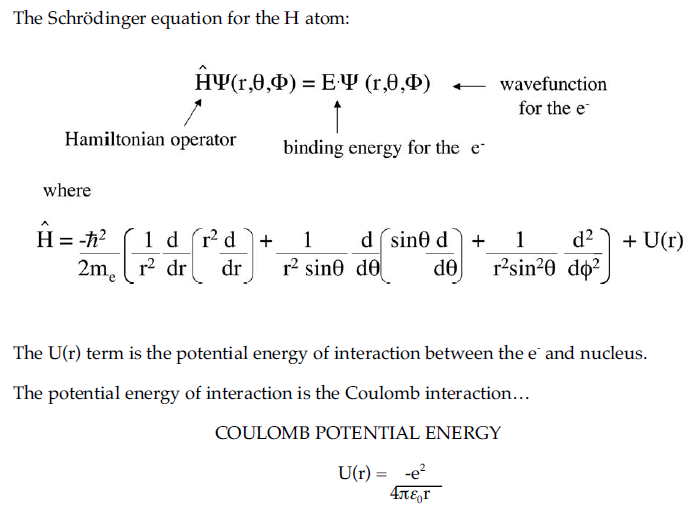 The Schrödinger equation for the H atom:
ĤΨ(r,θ,Φ) = E·Ψ (r,θ,Φ) ← wavefunction
for the e⁻
Hamiltonian operator
binding energy for the e⁻
where
Ĥ = -ħ²/2mₑ ( 1/r² d/dr ( r² d/dr ) + 1/r² sinθ d/dθ ( sinθ d/dθ ) + 1/r²sin²θ d²/dϕ² ) + U(r)
The U(r) term is the potential energy of interaction between the e⁻ and nucleus.
The potential energy of interaction is the Coulomb interaction…
COULOMB POTENTIAL ENERGY
U(r) = -e²/4πε₀r